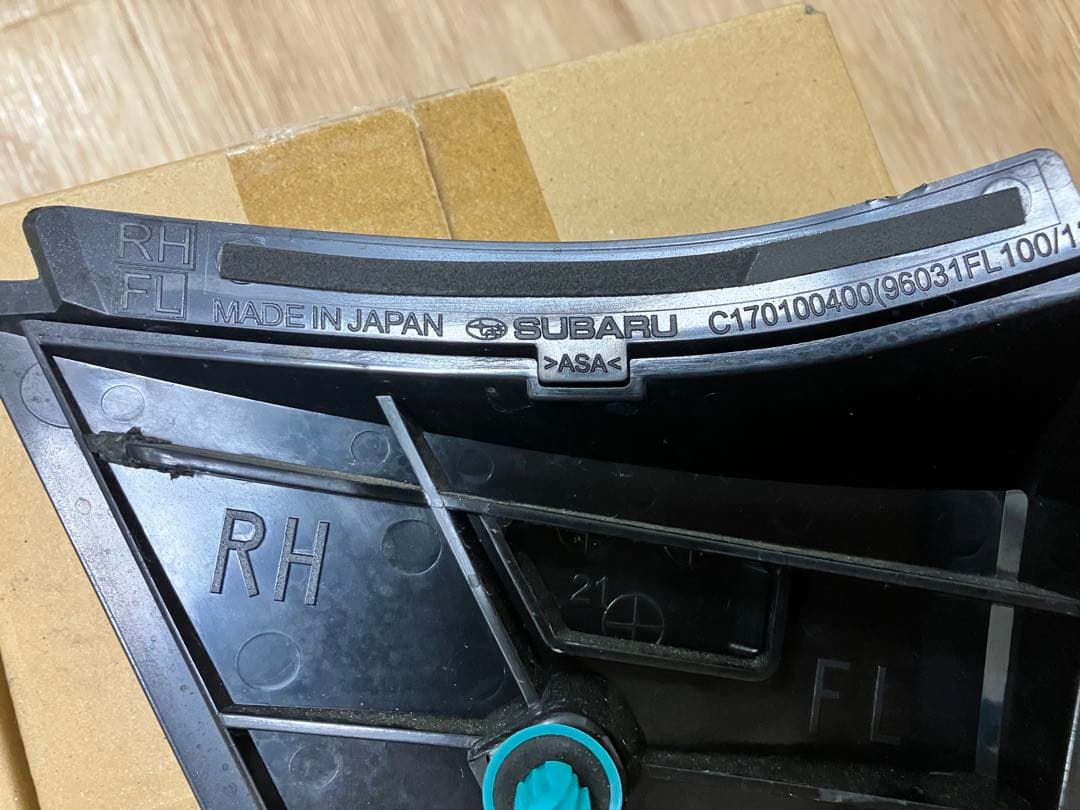 RH
FL
MADE IN JAPAN SUBARU C170100400(96031FL100/1
>ASA<
RH
21
FL